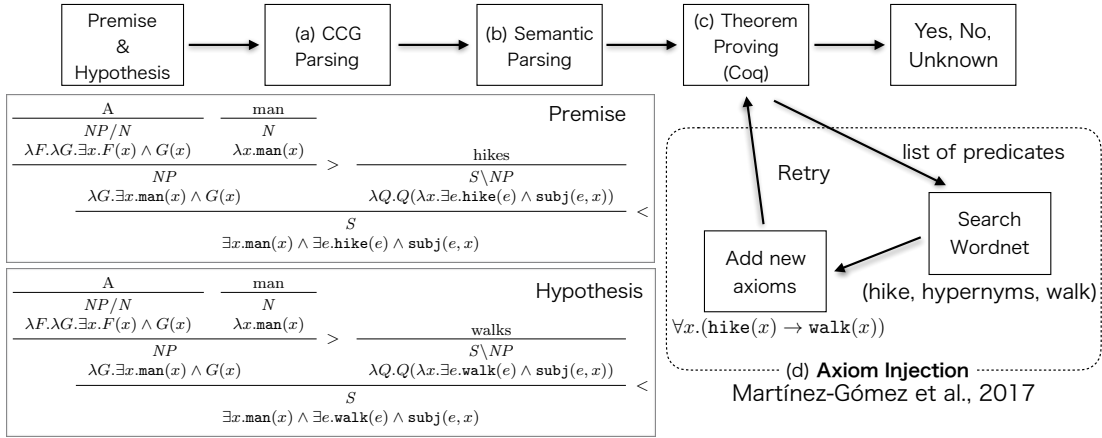 Premise
&
Hypothesis
(a) CCG
Parsing
(b) Semantic
Parsing
(c) Theorem
Proving
(Coq)
Yes, No,
Unknown
Premise
A man
NP/N N
λF.λG.∃x.F(x) ∧ G(x) λx.man(x)
> hikes
NP S\NP
λG.∃x.man(x) ∧ G(x) λQ.Q(λx.∃e.hike(e) ∧ subj(e, x))
<
S
∃x.man(x) ∧ ∃e.hike(e) ∧ subj(e, x)
Hypothesis
A man
NP/N N
λF.λG.∃x.F(x) ∧ G(x) λx.man(x)
> walks
NP S\NP
λG.∃x.man(x) ∧ G(x) λQ.Q(λx.∃e.walk(e) ∧ subj(e, x))
<
S
∃x.man(x) ∧ ∃e.walk(e) ∧ subj(e, x)
list of predicates
Retry
Search
Wordnet
Add new
axioms
(hike, hypernyms, walk)
∀x.(hike(x) → walk(x))
(d) Axiom Injection
Martínez-Gómez et al., 2017